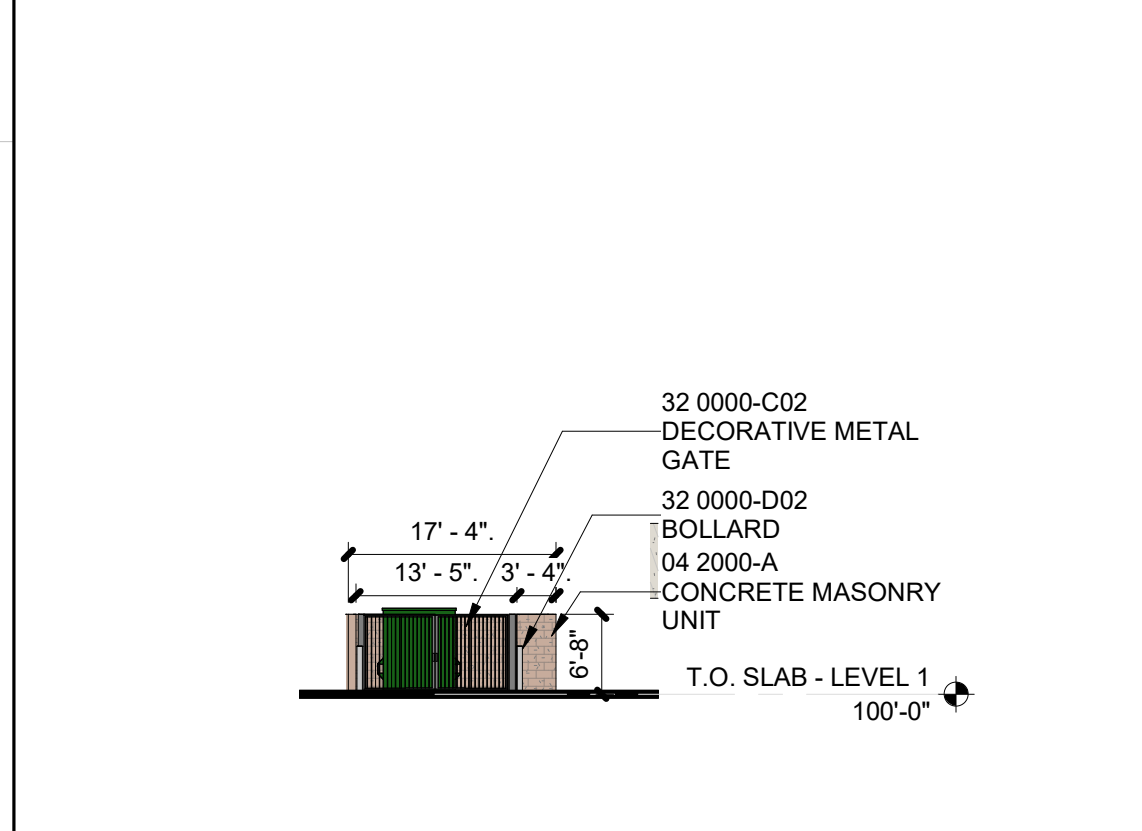 32 0000-C02
DECORATIVE METAL
GATE
32 0000-D02
BOLLARD
04 2000-A
CONCRETE MASONRY
UNIT
17' - 4".
13' - 5".
3' - 4".
6'-8"
T.O. SLAB - LEVEL 1
100'-0"